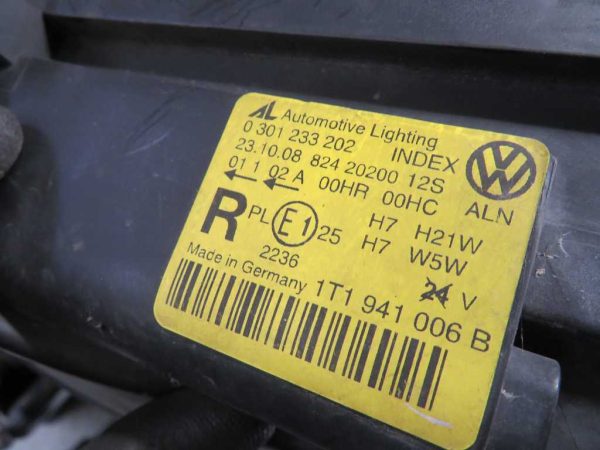 AL Automotive Lighting
0 301 233 202 INDEX
23.10.08 824 20200 12S
01 1 02 A 00HR 00HC ALN
R PL E1 25 H7 H21W
H7 W5W
2236
24 V
Made in Germany 1T1 941 006 B